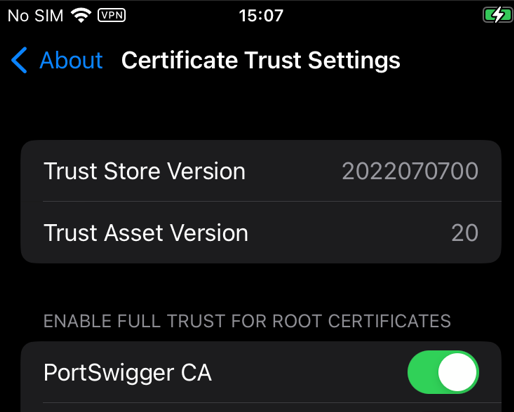 No SIM VPN 15:07
About Certificate Trust Settings
Trust Store Version 2022070700
Trust Asset Version 20
ENABLE FULL TRUST FOR ROOT CERTIFICATES
PortSwigger CA